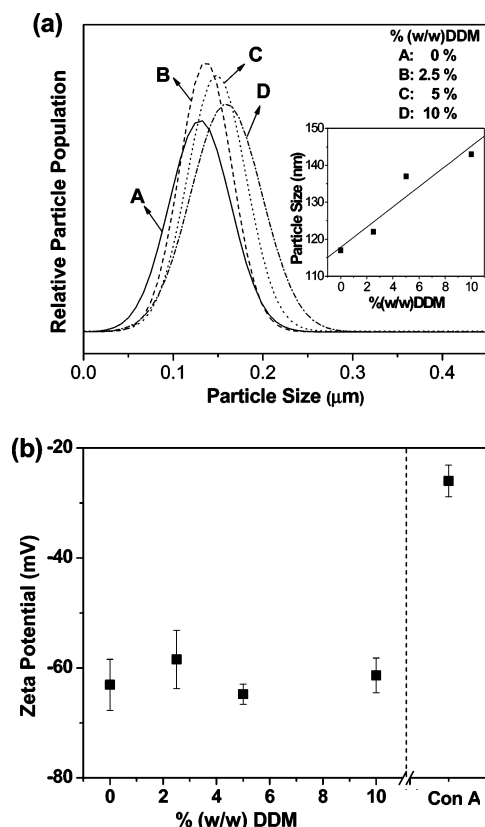 (a)
% (w/w)DDM
A: 0 %
B: 2.5 %
C: 5 %
D: 10 %
A
B
C
D
Relative Particle Population
0.0 0.1 0.2 0.3 0.4
Particle Size (μm)
Particle Size (nm)
150
140
130
120
110
0 2 4 6 8 10
%(w/w)DDM
(b)
Zeta Potential (mV)
-20
-40
-60
-80
0 2 4 6 8 10 Con A
% (w/w) DDM